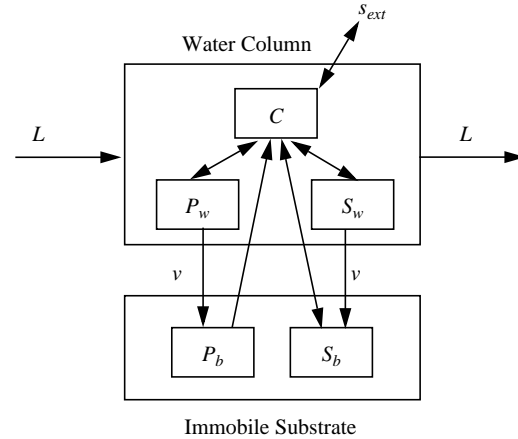 s_ext
Water Column
C
L
L
P_w
S_w
v
v
P_b
S_b
Immobile Substrate